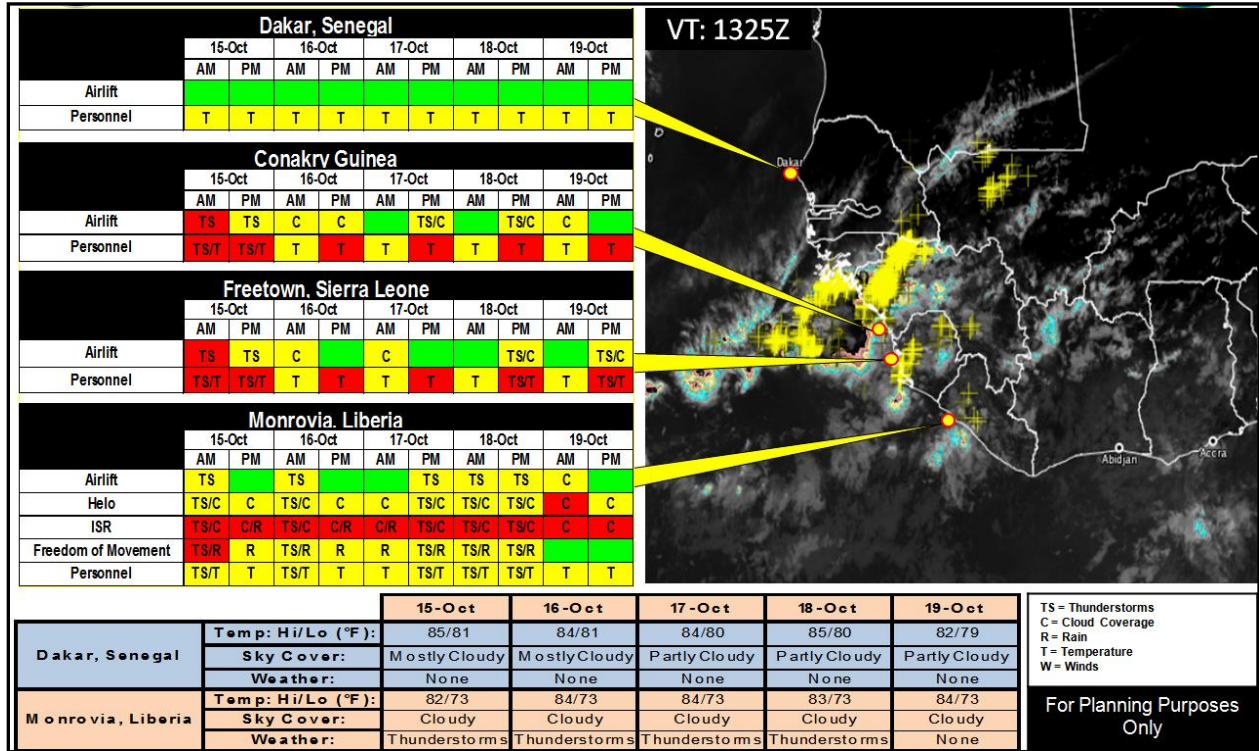 Dakar, Senegal
15-Oct 16-Oct 17-Oct 18-Oct 19-Oct
AM PM AM PM AM PM AM PM AM PM
Airlift
Personnel T T T T T T T T T T
Conakry Guinea
15-Oct 16-Oct 17-Oct 18-Oct 19-Oct
AM PM AM PM AM PM AM PM AM PM
Airlift TS TS C C TS/C TS/C C
Personnel TS/T TS/T T T T T T T T T
Freetown, Sierra Leone
15-Oct 16-Oct 17-Oct 18-Oct 19-Oct
AM PM AM PM AM PM AM PM AM PM
Airlift TS TS C C TS/C TS/C
Personnel TS/T TS/T T T T T T TS/T T TS/T
Monrovia, Liberia
15-Oct 16-Oct 17-Oct 18-Oct 19-Oct
AM PM AM PM AM PM AM PM AM PM
Airlift TS TS TS TS TS C
Helo TS/C C TS/C C C TS/C TS/C TS/C C C
ISR TS/C C/R TS/C C/R C/R TS/C TS/C TS/C C C
Freedom of Movement TS/R R TS/R R R TS/R TS/R TS/R
Personnel TS/T T TS/T T T TS/T TS/T TS/T T T
VT: 1325Z
Dakar
Abidjan
Accra
15-Oct 16-Oct 17-Oct 18-Oct 19-Oct
Dakar, Senegal
Temp: Hi/Lo (°F): 85/81 84/81 84/80 85/80 82/79
Sky Cover: Mostly Cloudy Mostly Cloudy Partly Cloudy Partly Cloudy Partly Cloudy
Weather: None None None None None
Monrovia, Liberia
Temp: Hi/Lo (°F): 82/73 84/73 84/73 83/73 84/73
Sky Cover: Cloudy Cloudy Cloudy Cloudy Cloudy
Weather: Thunderstorms Thunderstorms Thunderstorms Thunderstorms None
TS = Thunderstorms
C = Cloud Coverage
R = Rain
T = Temperature
W = Winds
For Planning Purposes
Only